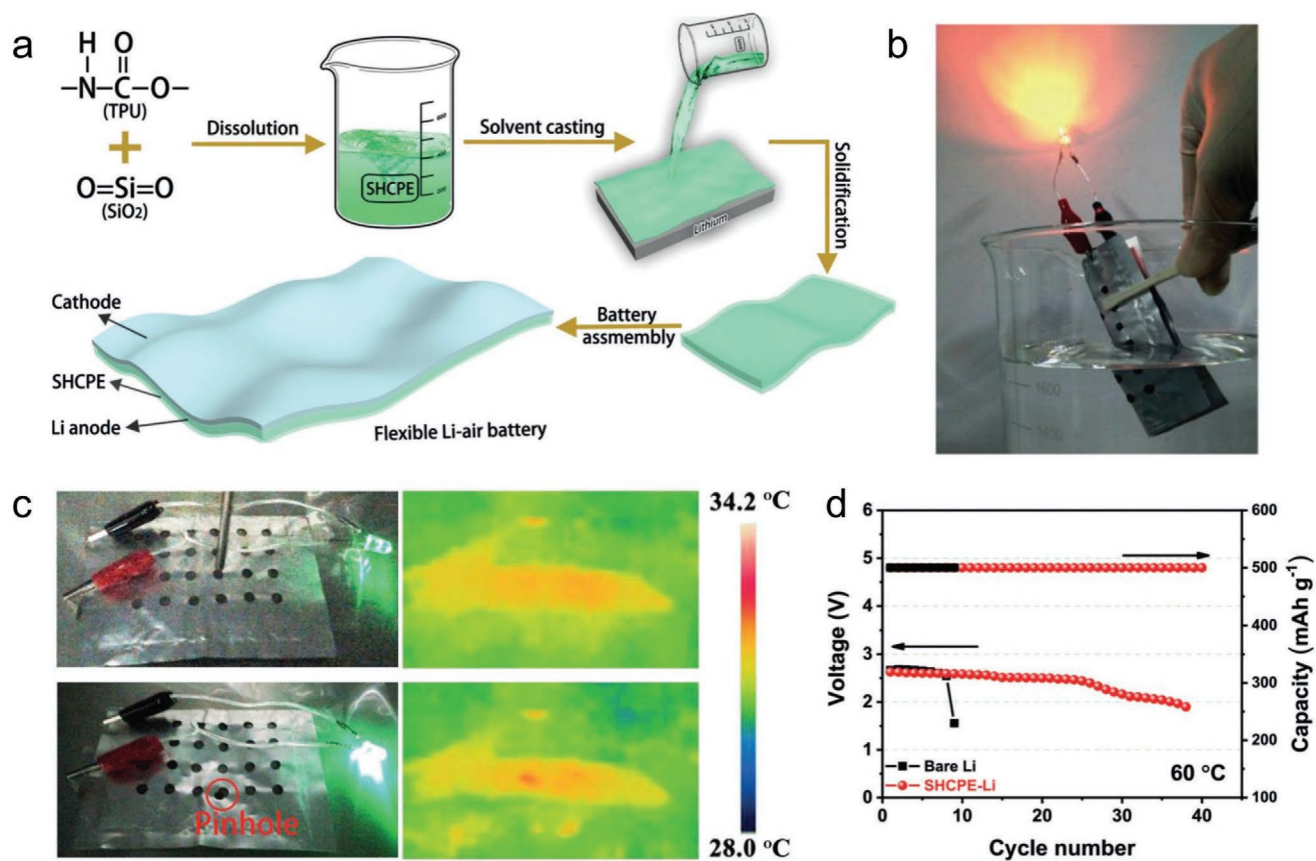 a
H O
–N–C–O–
(TPU)
O=Si=O
(SiO₂)
Dissolution
SHCPE
Solvent casting
Lithium
Solidification
Battery
assmembly
Cathode
SHCPE
Li anode
Flexible Li-air battery
b
1600
c
Pinhole
34.2 °C
28.0 °C
d
Voltage (V)
6
5
4
3
2
1
0
600
500
400
300
200
100
Capacity (mAh g⁻¹)
Bare Li
SHCPE-Li
60 °C
0 10 20 30 40
Cycle number